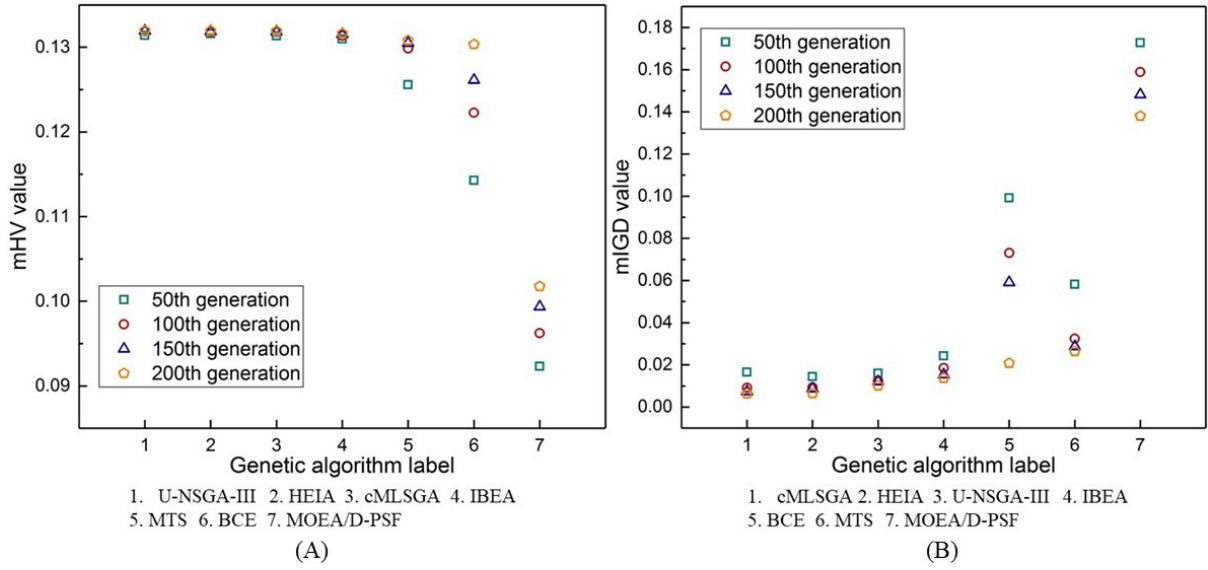 0.13
0.12
0.11
0.10
0.09
mHV value
50th generation
100th generation
150th generation
200th generation
1 2 3 4 5 6 7
Genetic algorithm label
1. U-NSGA-III 2. HEIA 3. cMLSGA 4. IBEA
5. MTS 6. BCE 7. MOEA/D-PSF
(A)
0.18
0.16
0.14
0.12
0.10
0.08
0.06
0.04
0.02
0.00
mIGD value
50th generation
100th generation
150th generation
200th generation
1 2 3 4 5 6 7
Genetic algorithm label
1. cMLSGA 2. HEIA 3. U-NSGA-III 4. IBEA
5. BCE 6. MTS 7. MOEA/D-PSF
(B)